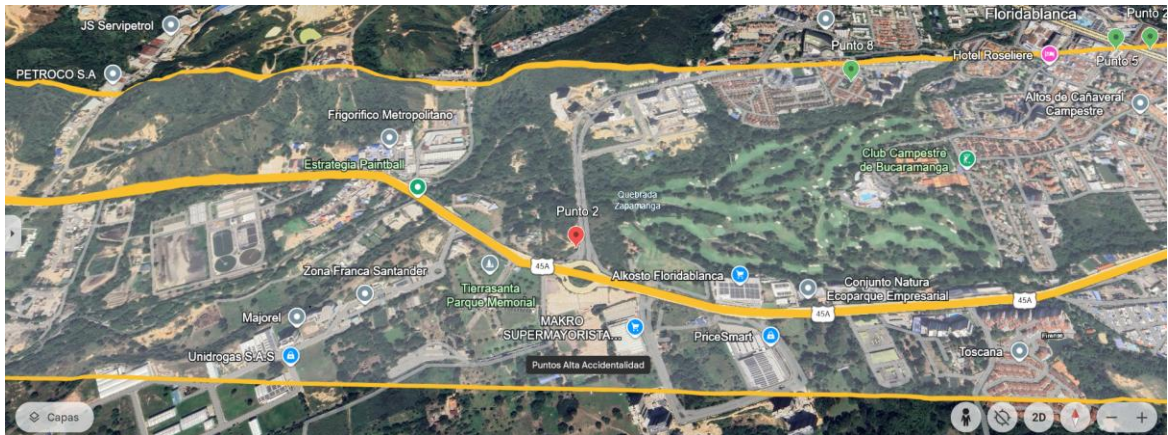 JS Servipetrol
Floridablanca
Punto
Punto 8
Hotel Roseliere
Punto 5
PETROCO S.A
Altos de Cañaveral
Campestre
Frigorifico Metropolitano
Estrategia Paintball
Club Campestre
de Bucaramanga
Quebrada
Zapamanga
Punto 2
45A
Zona Franca Santander
Alkosto Floridablanca
Tierrasanta
Parque Memorial
Conjunto Natura
Ecoparque Empresarial
45A
45A
Majorel
MAKRO
SUPERMAYORISTA...
PriceSmart
Unidrogas S.A.S
Toscana
Puntos Alta Accidentalidad
Capas
2D